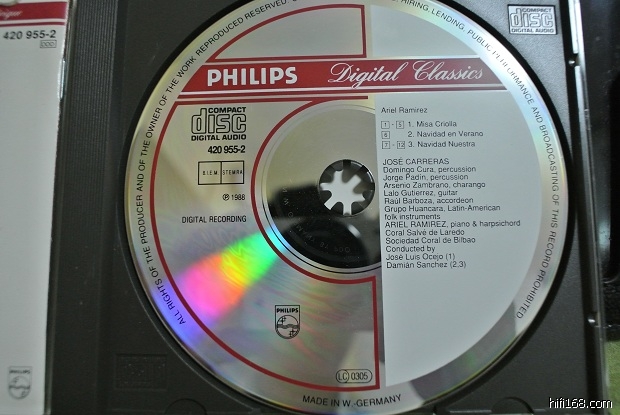 420 955-2
DDD
COMPACT
disc
DIGITAL AUDIO
ALL RIGHTS OF THE PRODUCER AND OF THE OWNER OF THE WORK REPRODUCED RESERVED. HIRING, LENDING, PUBLIC PERFORMANCE AND BROADCASTING OF THIS RECORD PROHIBITED
PHILIPS Digital Classics
COMPACT
disc
DIGITAL AUDIO
420 955-2
B.I.E.M. STEMRA
℗ 1988
DIGITAL RECORDING
Ariel Ramirez
1 - 5 1. Misa Criolla
6 2. Navidad en Verano
7 - 12 3. Navidad Nuestra
JOSÉ CARRERAS
Domingo Cura, percussion
Jorge Padín, percussion
Arsenio Zambrano, charango
Lalo Gutierrez, guitar
Raúl Barboza, accordeon
Grupo Huancara, Latin-American
folk instruments
ARIEL RAMIREZ, piano & harpsichord
Coral Salvé de Laredo
Sociedad Coral de Bilbao
Conducted by
José Luis Ocejo (1)
Damián Sanchez (2,3)
PHILIPS
LC 0305
MADE IN W.-GERMANY
PHILIPS
hifi168.com